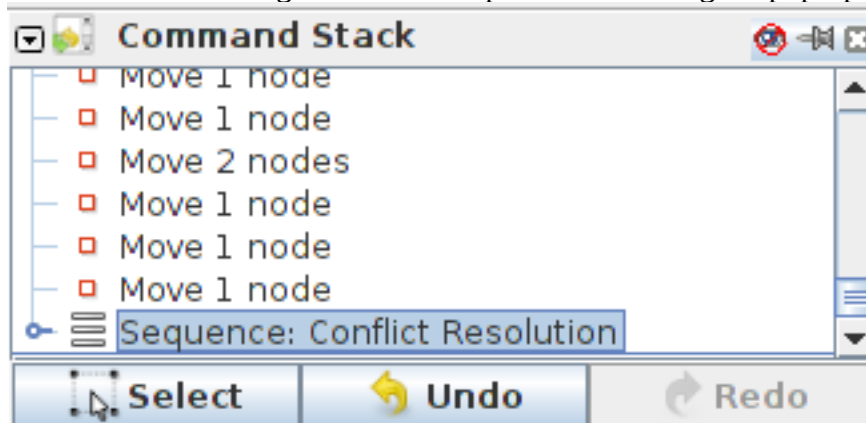 Command Stack
Move 1 node
Move 1 node
Move 2 nodes
Move 1 node
Move 1 node
Move 1 node
Sequence: Conflict Resolution
Select Undo Redo